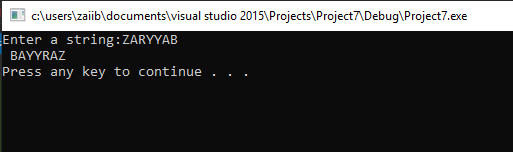 c:\users\zaiib\documents\visual studio 2015\Projects\Project7\Debug\Project7.exe
Enter a string:ZARYYAB
 BAYYRAZ
Press any key to continue . . .